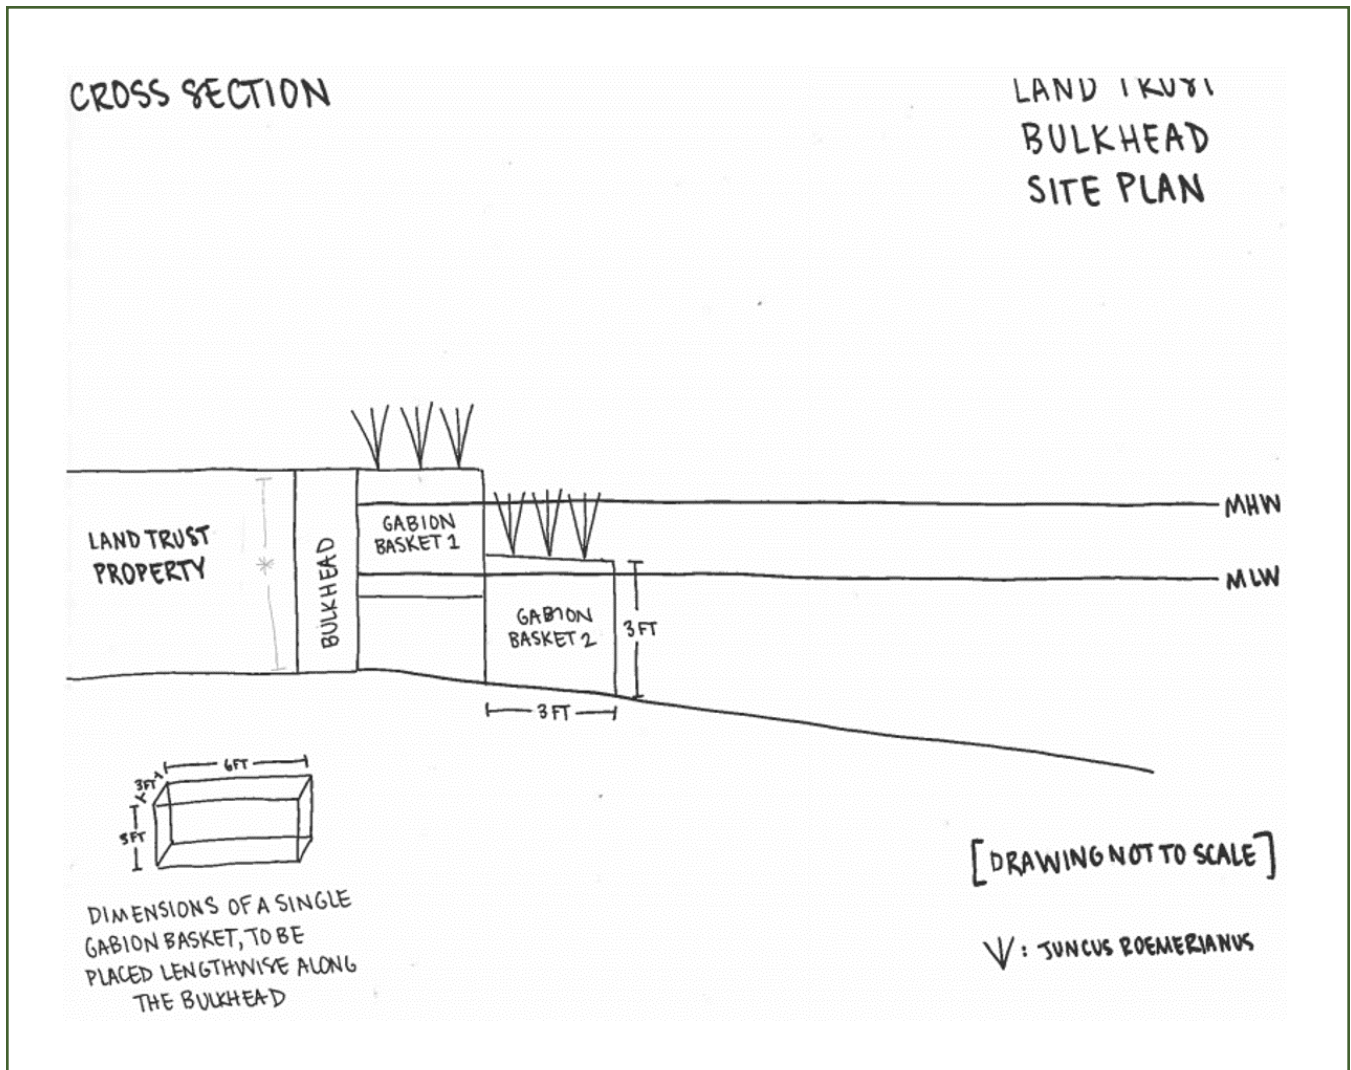 CROSS SECTION
LAND TRUST
BULKHEAD
SITE PLAN
MHW
GABION
BASKET 1
LAND TRUST
PROPERTY
*
BULKHEAD
MLW
GABION
BASKET 2
3 FT
3 FT
6FT
3FT
3FT
DIMENSIONS OF A SINGLE
GABION BASKET, TO BE
PLACED LENGTHWISE ALONG
THE BULKHEAD
[DRAWING NOT TO SCALE]
: JUNCUS ROEMERIANUS